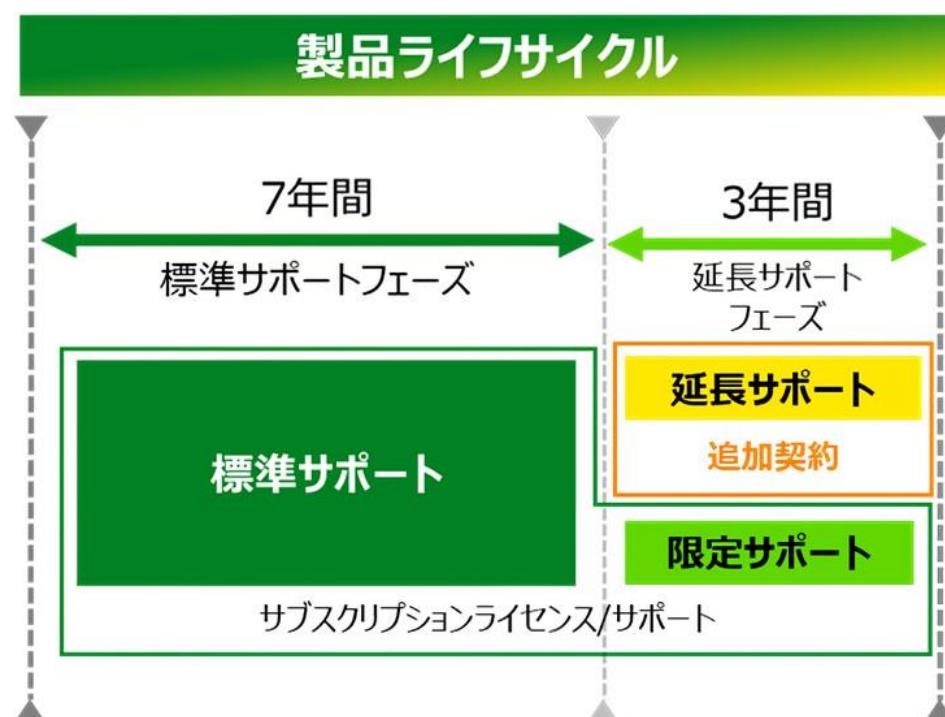 製品ライフサイクル
7年間
標準サポートフェーズ
3年間
延長サポート
フェーズ
標準サポート
延長サポート
追加契約
限定サポート
サブスクリプションライセンス/サポート